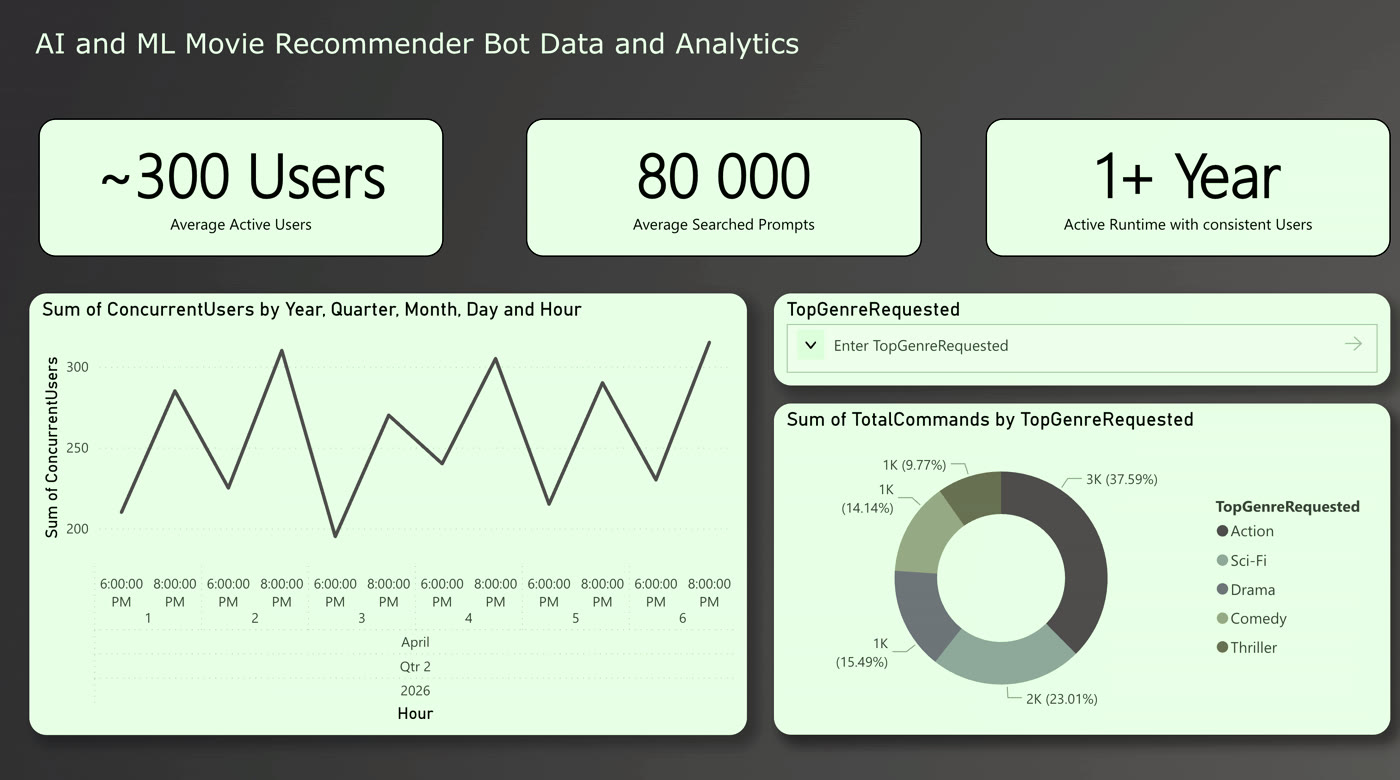 AI and ML Movie Recommender Bot Data and Analytics
~300 Users
Average Active Users
80 000
Average Searched Prompts
1+ Year
Active Runtime with consistent Users
Sum of ConcurrentUsers by Year, Quarter, Month, Day and Hour
Sum of ConcurrentUsers
300
250
200
6:00:00 8:00:00 6:00:00 8:00:00 6:00:00 8:00:00 6:00:00 8:00:00 6:00:00 8:00:00 6:00:00 8:00:00
PM PM PM PM PM PM PM PM PM PM PM PM
1 2 3 4 5 6
April
Qtr 2
2026
Hour
TopGenreRequested
Enter TopGenreRequested
Sum of TotalCommands by TopGenreRequested
1K (9.77%)
3K (37.59%)
1K
(14.14%)
1K
(15.49%)
2K (23.01%)
TopGenreRequested
Action
Sci-Fi
Drama
Comedy
Thriller